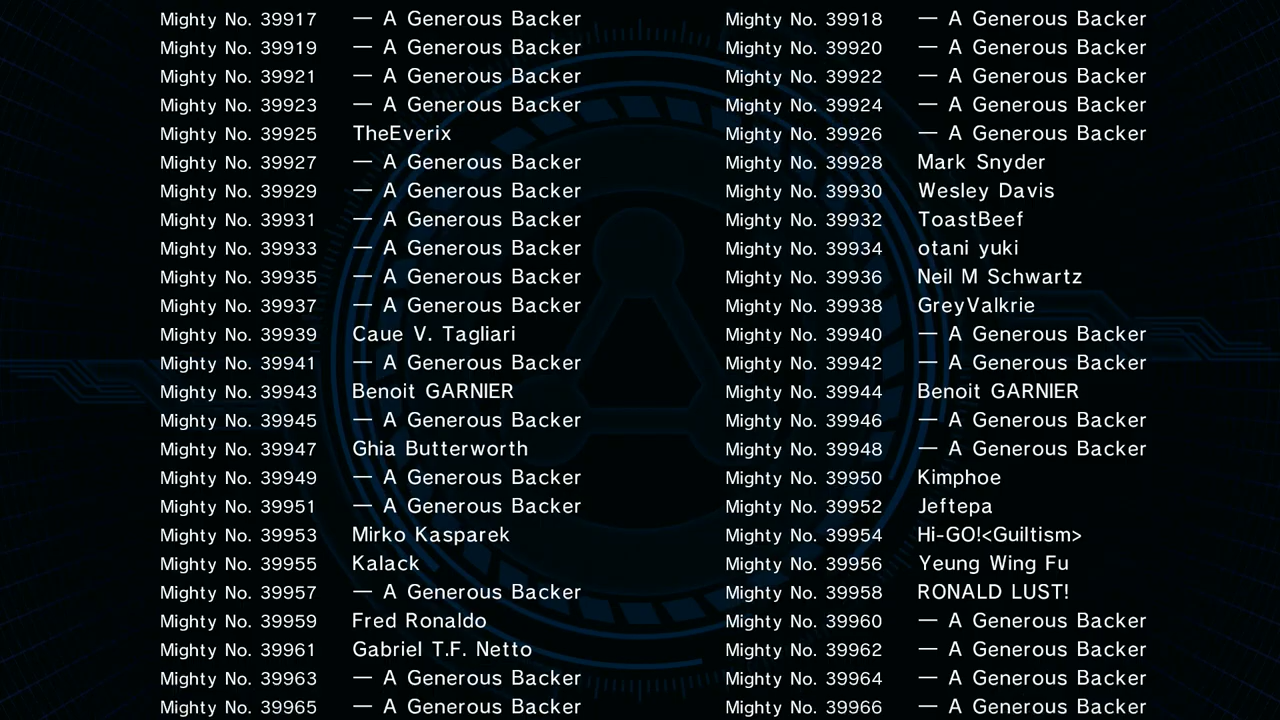 Mighty No. 39917 — A Generous Backer Mighty No. 39918 — A Generous Backer
Mighty No. 39919 — A Generous Backer Mighty No. 39920 — A Generous Backer
Mighty No. 39921 — A Generous Backer Mighty No. 39922 — A Generous Backer
Mighty No. 39923 — A Generous Backer Mighty No. 39924 — A Generous Backer
Mighty No. 39925 TheEverix Mighty No. 39926 — A Generous Backer
Mighty No. 39927 — A Generous Backer Mighty No. 39928 Mark Snyder
Mighty No. 39929 — A Generous Backer Mighty No. 39930 Wesley Davis
Mighty No. 39931 — A Generous Backer Mighty No. 39932 ToastBeef
Mighty No. 39933 — A Generous Backer Mighty No. 39934 otani yuki
Mighty No. 39935 — A Generous Backer Mighty No. 39936 Neil M Schwartz
Mighty No. 39937 — A Generous Backer Mighty No. 39938 GreyValkrie
Mighty No. 39939 Caue V. Tagliari Mighty No. 39940 — A Generous Backer
Mighty No. 39941 — A Generous Backer Mighty No. 39942 — A Generous Backer
Mighty No. 39943 Benoit GARNIER Mighty No. 39944 Benoit GARNIER
Mighty No. 39945 — A Generous Backer Mighty No. 39946 — A Generous Backer
Mighty No. 39947 Ghia Butterworth Mighty No. 39948 — A Generous Backer
Mighty No. 39949 — A Generous Backer Mighty No. 39950 Kimphoe
Mighty No. 39951 — A Generous Backer Mighty No. 39952 Jeftepa
Mighty No. 39953 Mirko Kasparek Mighty No. 39954 Hi-GO!<Guiltism>
Mighty No. 39955 Kalack Mighty No. 39956 Yeung Wing Fu
Mighty No. 39957 — A Generous Backer Mighty No. 39958 RONALD LUST!
Mighty No. 39959 Fred Ronaldo Mighty No. 39960 — A Generous Backer
Mighty No. 39961 Gabriel T.F. Netto Mighty No. 39962 — A Generous Backer
Mighty No. 39963 — A Generous Backer Mighty No. 39964 — A Generous Backer
Mighty No. 39965 — A Generous Backer Mighty No. 39966 — A Generous Backer